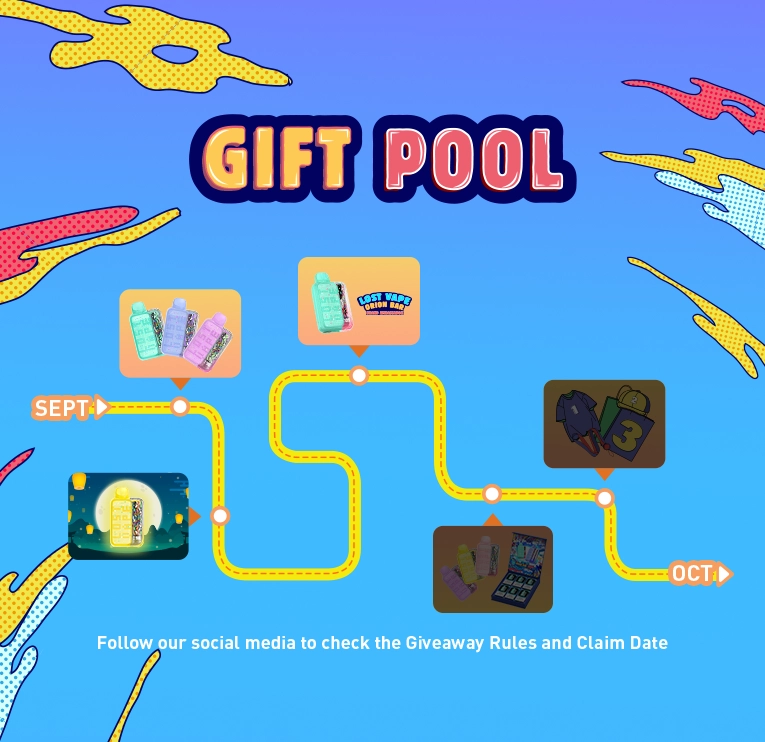 GIFT POOL
LOST VAPE
ORION BAR
SEPT
3
OCT
Follow our social media to check the Giveaway Rules and Claim Date